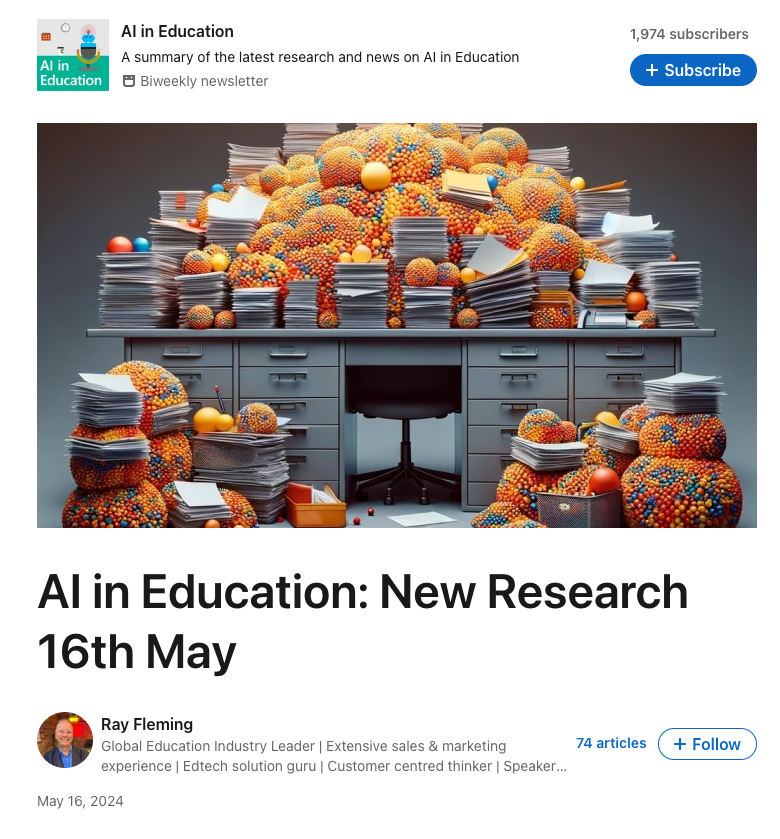 AI in
Education
AI in Education
A summary of the latest research and news on AI in Education
Biweekly newsletter
1,974 subscribers
+ Subscribe
AI in Education: New Research
16th May
Ray Fleming
Global Education Industry Leader | Extensive sales & marketing
experience | Edtech solution guru | Customer centred thinker | Speaker...
74 articles
+ Follow
May 16, 2024